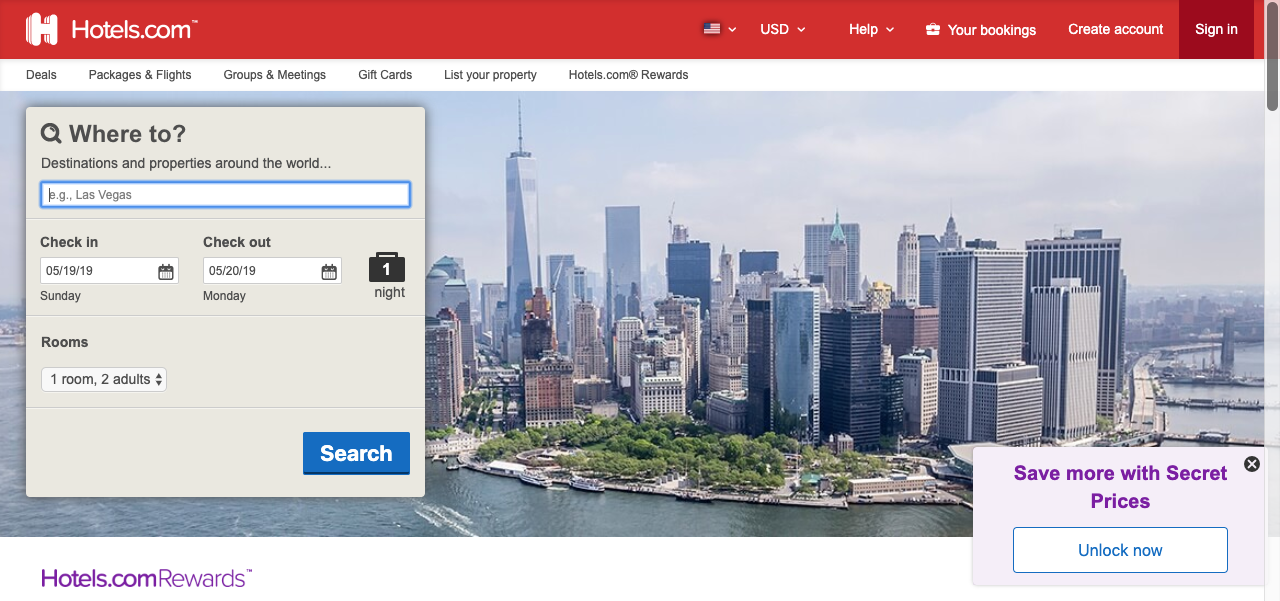 Hotels.com™
USD
Help
Your bookings
Create account
Sign in
Deals
Packages & Flights
Groups & Meetings
Gift Cards
List your property
Hotels.com® Rewards
Where to?
Destinations and properties around the world...
e.g., Las Vegas
Check in
Check out
05/19/19
05/20/19
1
Sunday
Monday
night
Rooms
1 room, 2 adults
Search
Save more with Secret
Prices
Unlock now
Hotels.comRewards™